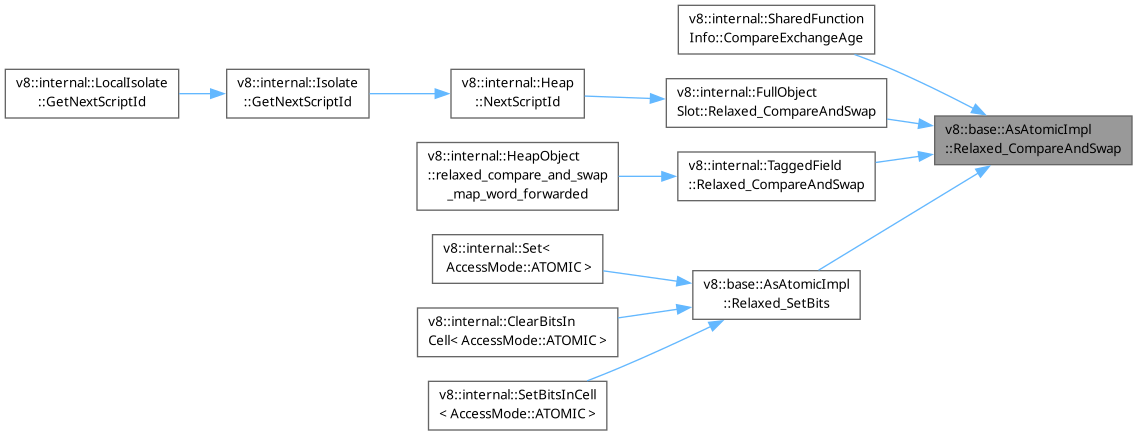 v8::internal::SharedFunction
Info::CompareExchangeAge
v8::internal::LocalIsolate
::GetNextScriptId
v8::internal::Isolate
::GetNextScriptId
v8::internal::Heap
::NextScriptId
v8::internal::FullObject
Slot::Relaxed_CompareAndSwap
v8::base::AsAtomicImpl
::Relaxed_CompareAndSwap
v8::internal::HeapObject
::relaxed_compare_and_swap
_map_word_forwarded
v8::internal::TaggedField
::Relaxed_CompareAndSwap
v8::internal::Set<
AccessMode::ATOMIC >
v8::base::AsAtomicImpl
::Relaxed_SetBits
v8::internal::ClearBitsIn
Cell< AccessMode::ATOMIC >
v8::internal::SetBitsInCell
< AccessMode::ATOMIC >